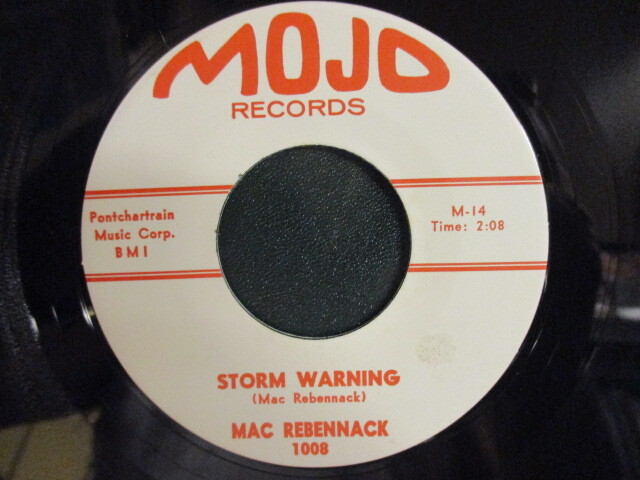 MOJO
RECORDS
Pontchartrain
Music Corp.
BMI
M-14
Time: 2:08
STORM WARNING
(Mac Rebennack)
MAC REBENNACK
1008